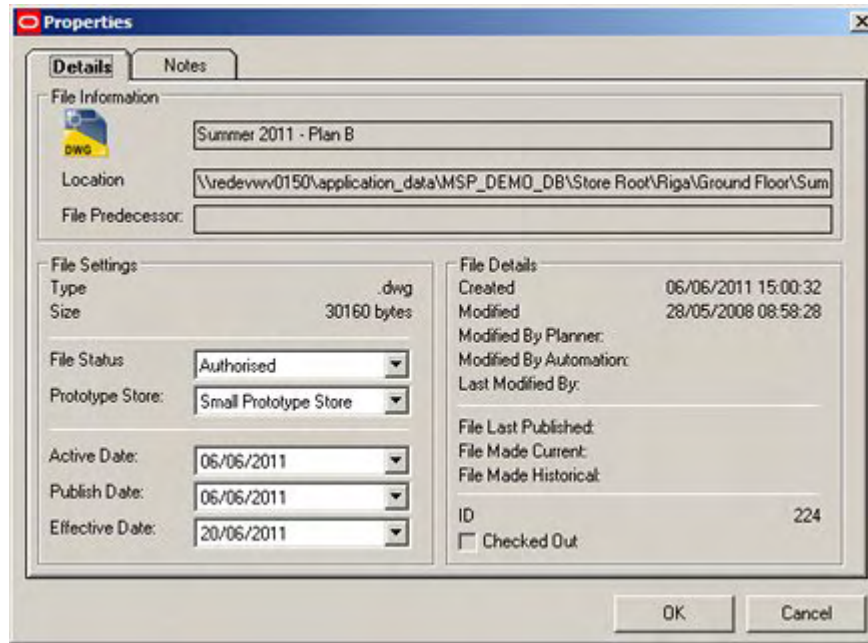 Properties
Details Notes
File Information
DWG
Summer 2011 - Plan B
Location \\redevwv0150\application_data\MSP_DEMO_DB\Store Root\Riga\Ground Floor\Sum
File Predecessor:
File Settings
Type .dwg
Size 30160 bytes
File Status Authorised
Prototype Store: Small Prototype Store
Active Date: 06/06/2011
Publish Date: 06/06/2011
Effective Date: 20/06/2011
File Details
Created 06/06/2011 15:00:32
Modified 28/05/2008 08:58:28
Modified By Planner:
Modified By Automation:
Last Modified By:
File Last Published:
File Made Current:
File Made Historical:
ID 224
Checked Out
OK Cancel